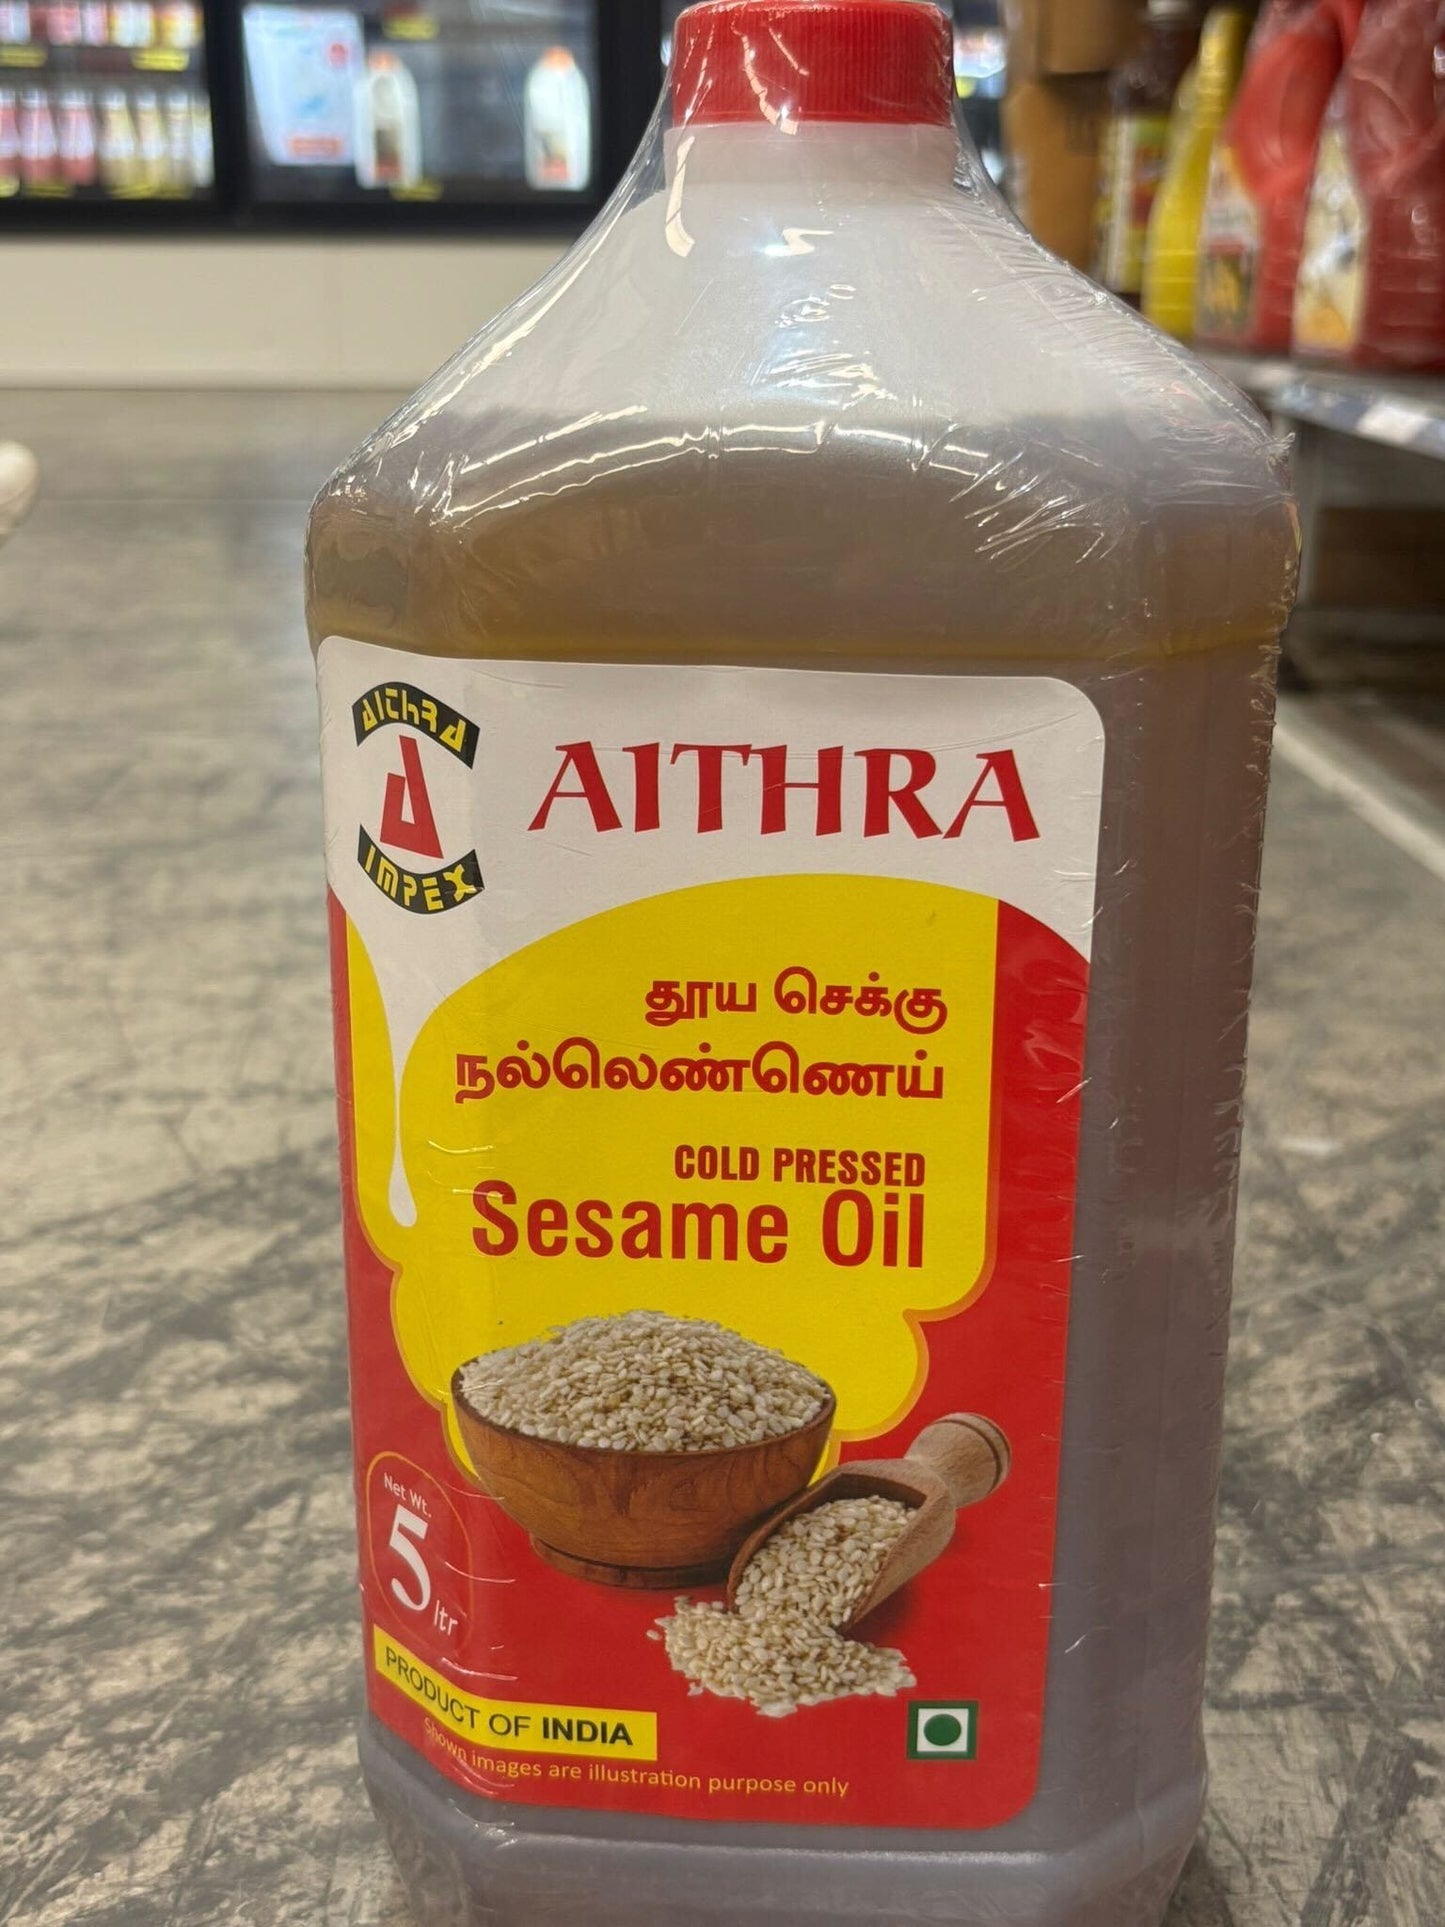 AITHRA
IMPEX
AITHRA
தூய செக்கு
நல்லெண்ணெய்
COLD PRESSED
Sesame Oil
Net Wt.
5 ltr
PRODUCT OF INDIA
Shown images are illustration purpose only